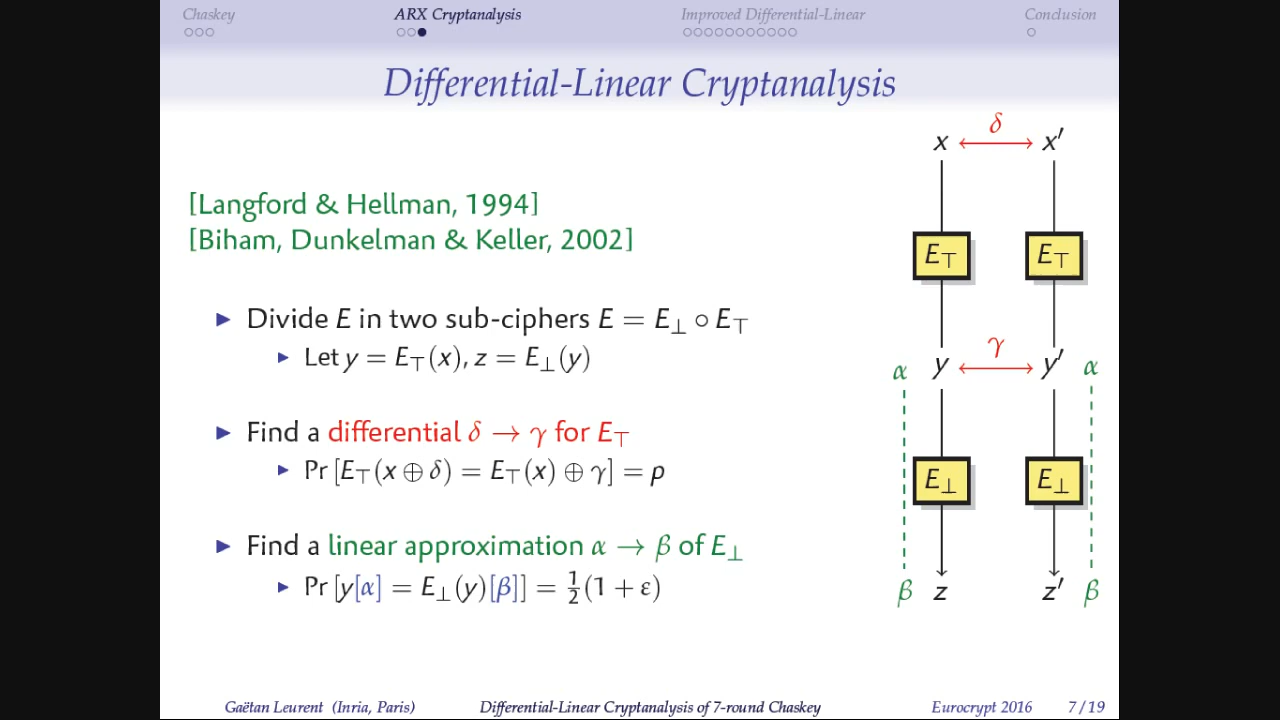 Chaskey ARX Cryptanalysis Improved Differential-Linear Conclusion
Differential-Linear Cryptanalysis
[Langford & Hellman, 1994]
[Biham, Dunkelman & Keller, 2002]
▶ Divide E in two sub-ciphers E = E⊥ ∘ E⊤
▶ Let y = E⊤(x), z = E⊥(y)
▶ Find a differential δ → γ for E⊤
▶ Pr [E⊤(x ⊕ δ) = E⊤(x) ⊕ γ] = p
▶ Find a linear approximation α → β of E⊥
▶ Pr [y[α] = E⊥(y)[β]] = ½(1 + ε)
δ
x x′
E⊤ E⊤
γ
α y y′ α
E⊥ E⊥
β z z′ β
Gaëtan Leurent (Inria, Paris) Differential-Linear Cryptanalysis of 7-round Chaskey Eurocrypt 2016 7 / 19